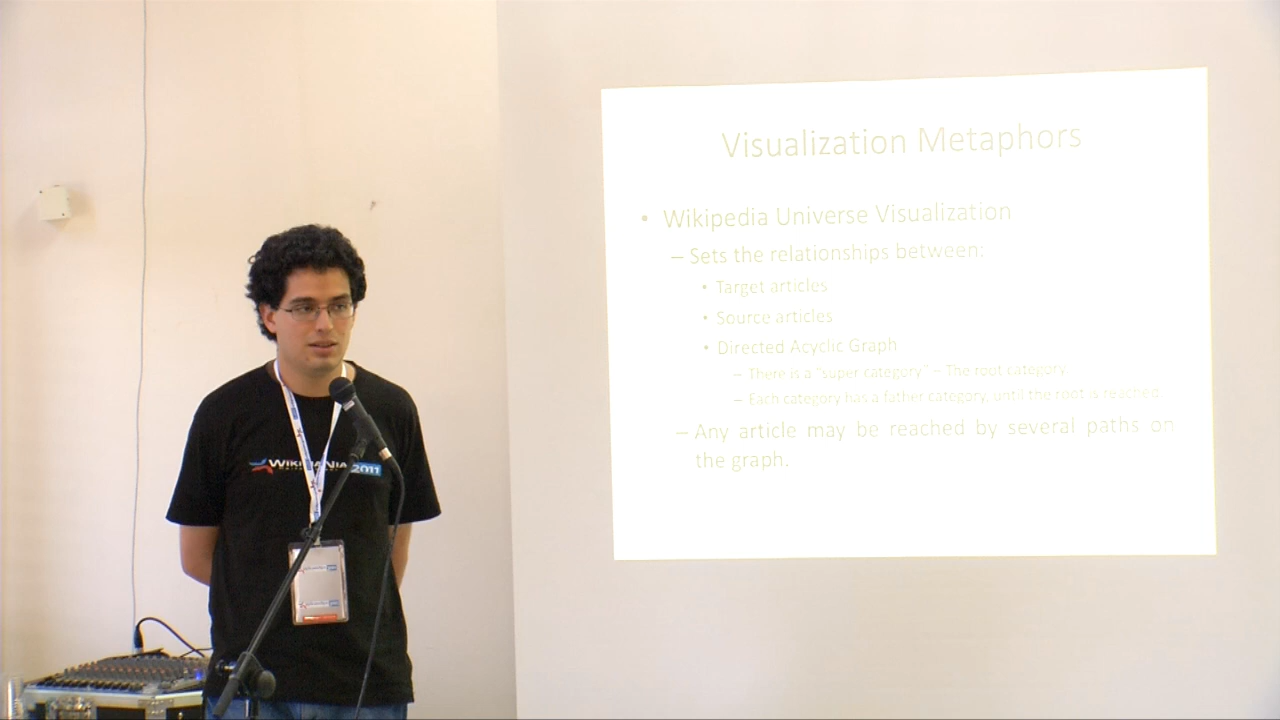 Visualization Metaphors
• Wikipedia Universe Visualization
– Sets the relationships between:
• Target articles
• Source articles
• Directed Acyclic Graph
– There is a "super category" – The root category
– Each category has a father category, until the root is reached
– Any article may be reached by several paths on
the graph.
WIKIMANIA 2011